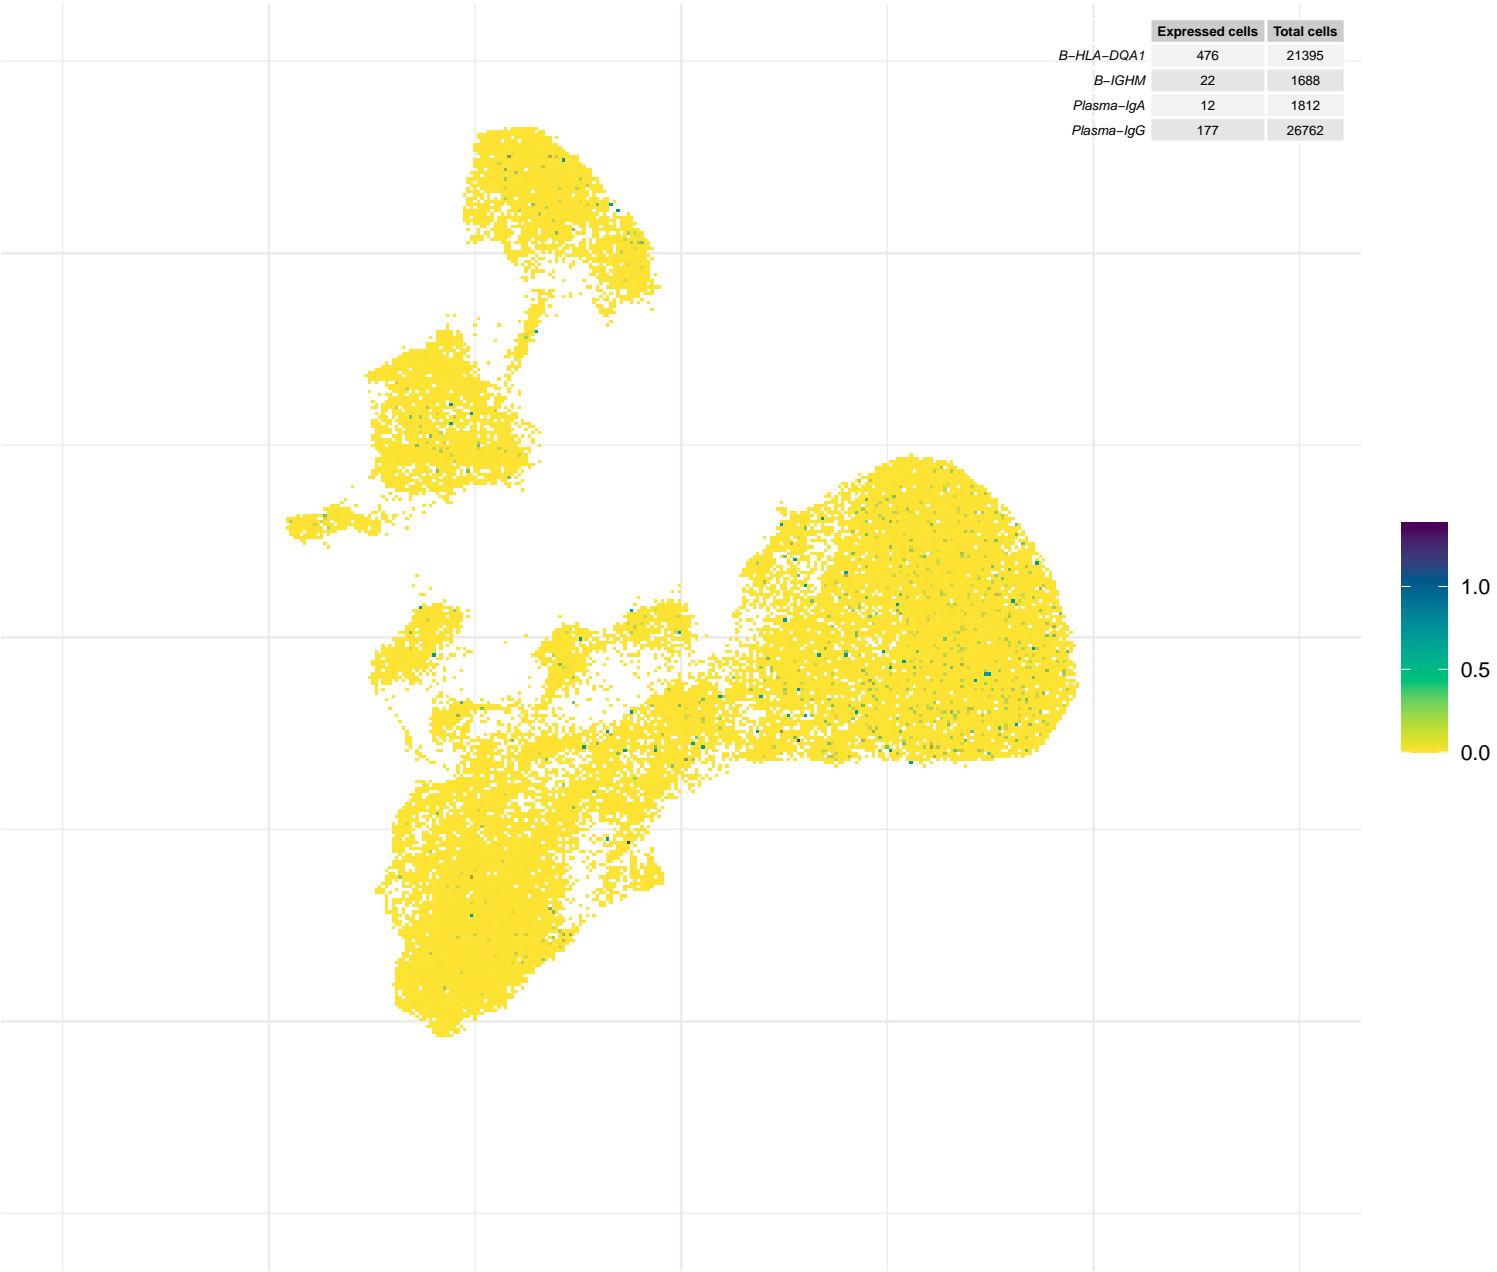 Expressed cells Total cells
B−HLA−DQA1 476 21395
B−IGHM 22 1688
Plasma−IgA 12 1812
Plasma−IgG 177 26762
1.0
0.5
0.0